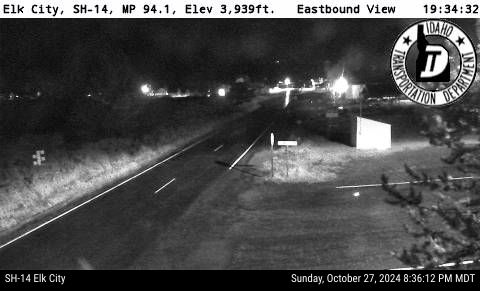 Elk City, SH-14, MP 94.1, Elev 3,939ft. Eastbound View 19:34:32
IDAHO
TRANSPORTATION DEPARTMENT
SH-14 Elk City
Sunday, October 27, 2024 8:36:12 PM MDT